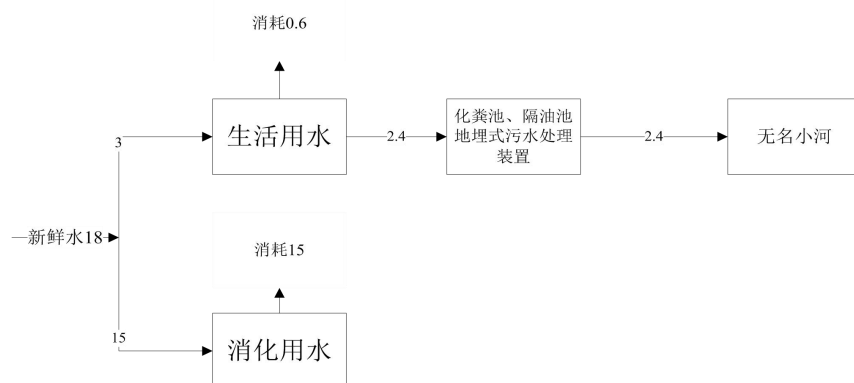 消耗0.6
3
生活用水
2.4
化粪池、隔油池
地埋式污水处理
装置
2.4
无名小河
新鲜水18
消耗15
15
消化用水